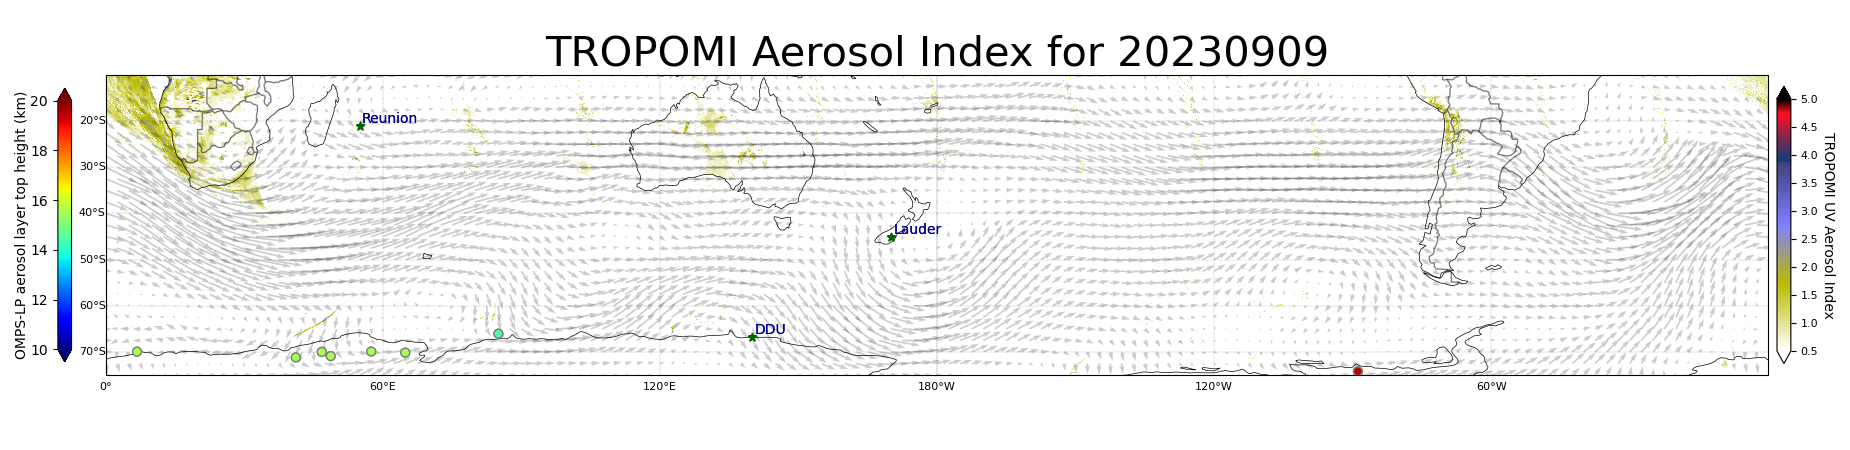 TROPOMI Aerosol Index for 20230909
OMPS-LP aerosol layer top height (km)
20
18
16
14
12
10
20°S
30°S
40°S
50°S
60°S
70°S
Reunion
Lauder
DDU
0°
60°E
120°E
180°W
120°W
60°W
5.0
4.5
4.0
3.5
3.0
2.5
2.0
1.5
1.0
0.5
TROPOMI UV Aerosol Index